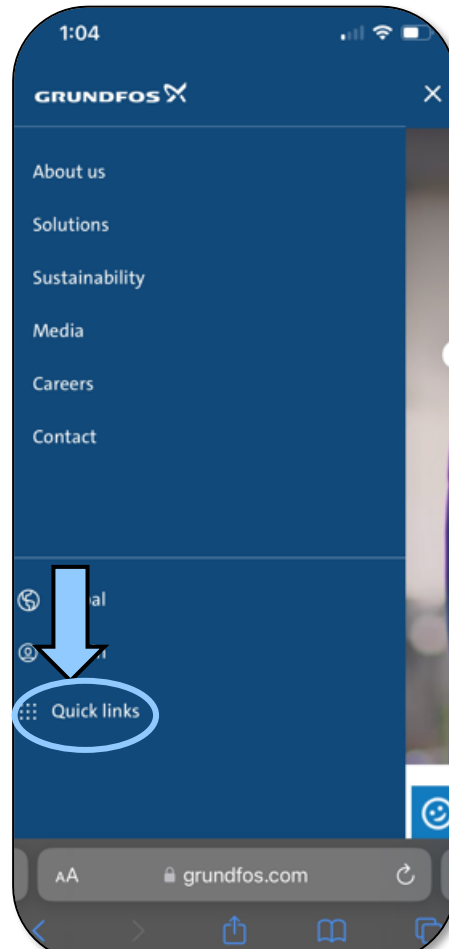 1:04
GRUNDFOS
About us
Solutions
Sustainability
Media
Careers
Contact
Quick links
AA
grundfos.com